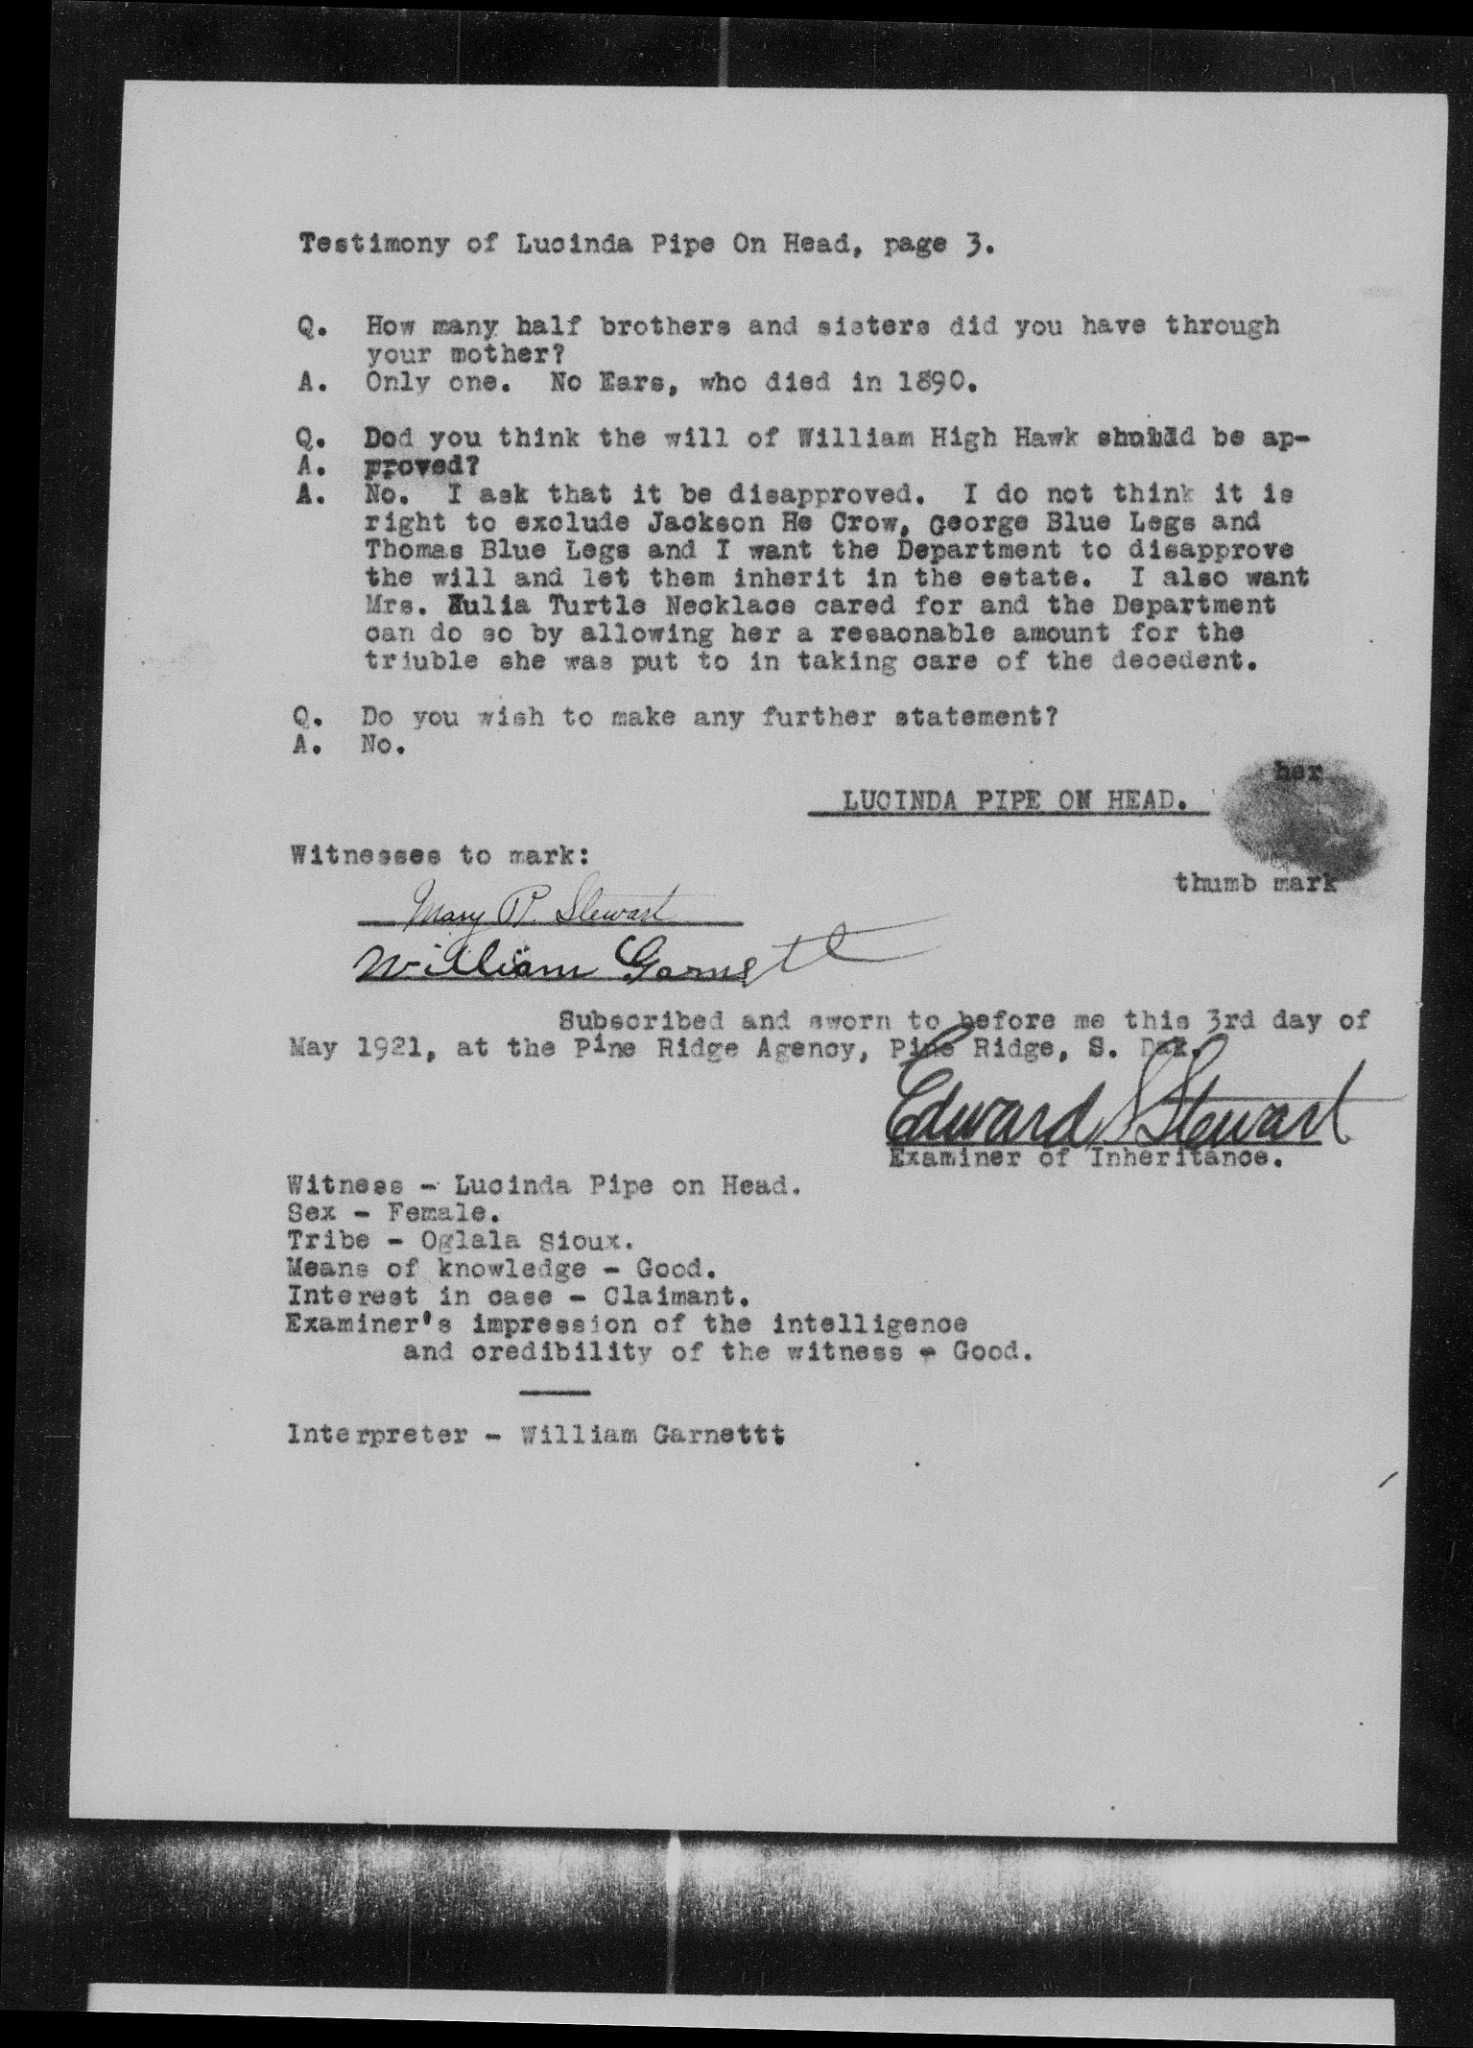 Testimony of Lucinda Pipe On Head, page 3.
Q. How many half brothers and sisters did you have through
your mother?
A. Only one. No Ears, who died in 1890.
Q. Dod you think the will of William High Hawk should be ap-
A. proved?
A. No. I ask that it be disapproved. I do not think it is
right to exclude Jackson He Crow, George Blue Legs and
Thomas Blue Legs and I want the Department to disapprove
the will and let them inherit in the estate. I also want
Mrs. Julia Turtle Necklace cared for and the Department
can do so by allowing her a resaonable amount for the
triuble she was put to in taking care of the decedent.
Q. Do you wish to make any further statement?
A. No.
her
LUCINDA PIPE ON HEAD.
thumb mark
Witnesses to mark:
Mary R. Stewart
William Garnett
Subscribed and sworn to before me this 3rd day of
May 1921, at the Pine Ridge Agency, Pine Ridge, S. Dak.
Edward S Stewart
Examiner of Inheritance.
Witness - Lucinda Pipe on Head.
Sex - Female.
Tribe - Oglala Sioux.
Means of knowledge - Good.
Interest in case - Claimant.
Examiner's impression of the intelligence
and credibility of the witness - Good.
Interpreter - William Garnettt